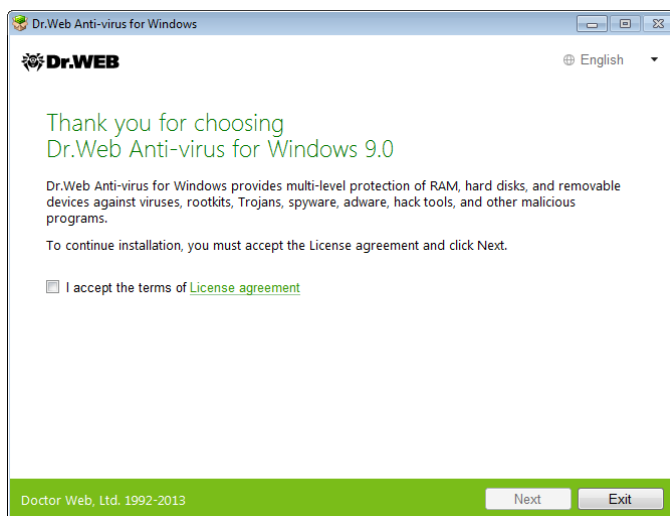 Dr.Web Anti-virus for Windows
Dr.WEB
English
Thank you for choosing
Dr.Web Anti-virus for Windows 9.0
Dr.Web Anti-virus for Windows provides multi-level protection of RAM, hard disks, and removable
devices against viruses, rootkits, Trojans, spyware, adware, hack tools, and other malicious
programs.
To continue installation, you must accept the License agreement and click Next.
I accept the terms of License agreement
Doctor Web, Ltd. 1992-2013
Next
Exit